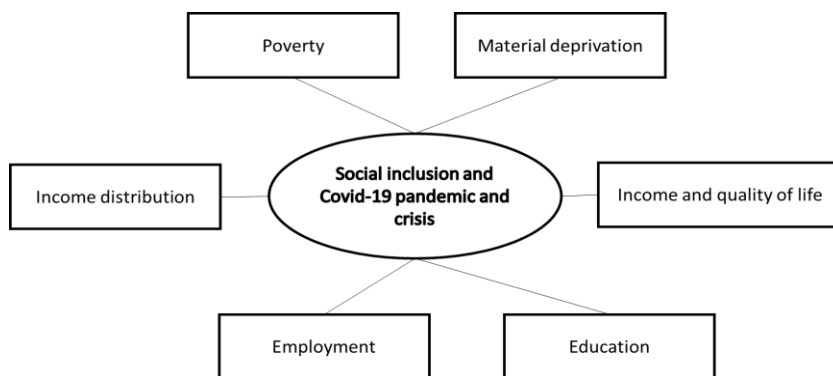 Poverty
Material deprivation
Social inclusion and
Covid-19 pandemic and
crisis
Income distribution
Income and quality of life
Employment
Education